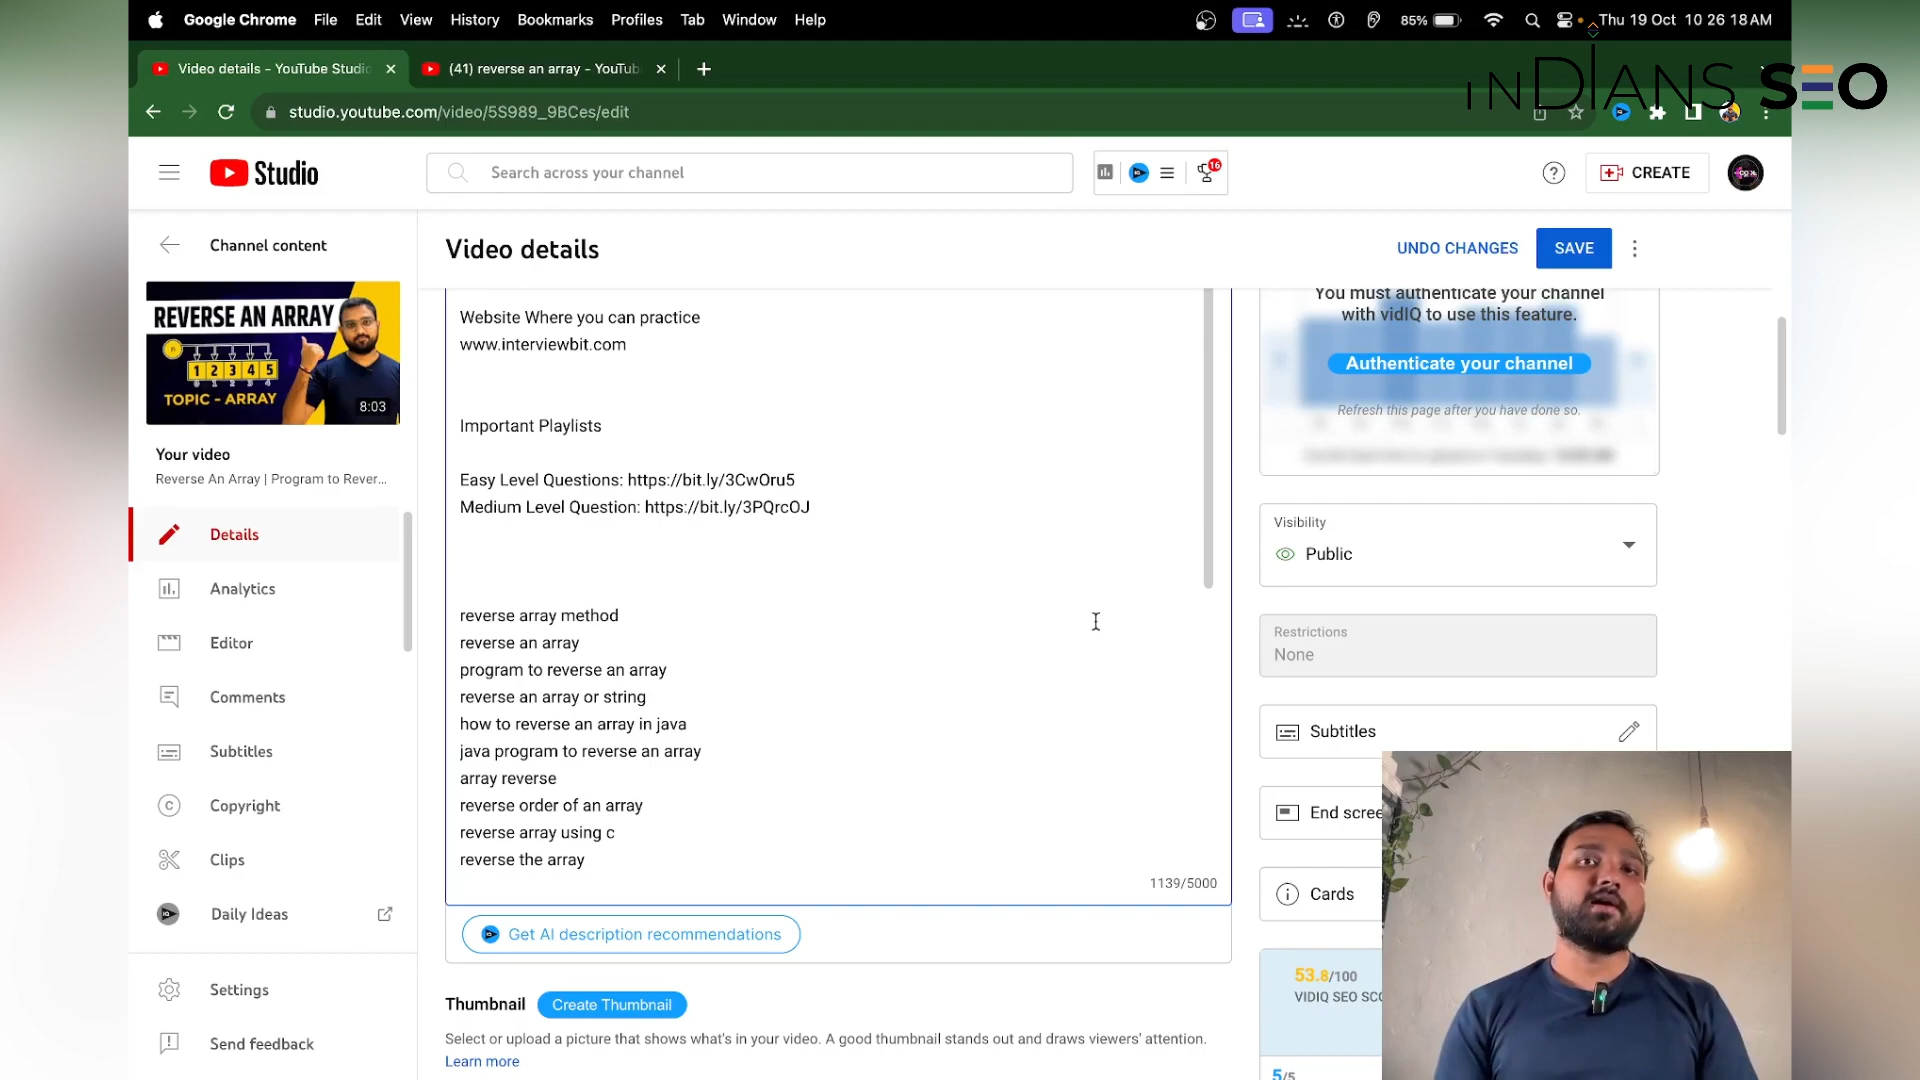 Google Chrome File Edit View History Bookmarks Profiles Tab Window Help
85% Thu 19 Oct 10 26 18 AM
iNDIANS SEO
Video details - YouTube Studio
(41) reverse an array - YouTub
studio.youtube.com/video/5S989_9BCes/edit
Studio
Search across your channel
16
CREATE
Channel content
Video details
UNDO CHANGES
SAVE
REVERSE AN ARRAY
1 2 3 4 5
TOPIC - ARRAY
8:03
Your video
Reverse An Array | Program to Rever...
Details
Analytics
Editor
Comments
Subtitles
Copyright
Clips
Daily Ideas
Settings
Send feedback
Website Where you can practice
www.interviewbit.com
Important Playlists
Easy Level Questions: https://bit.ly/3CwOru5
Medium Level Question: https://bit.ly/3PQrcOJ
reverse array method
reverse an array
program to reverse an array
reverse an array or string
how to reverse an array in java
java program to reverse an array
array reverse
reverse order of an array
reverse array using c
reverse the array
1139/5000
Get AI description recommendations
Thumbnail
Create Thumbnail
Select or upload a picture that shows what's in your video. A good thumbnail stands out and draws viewers' attention.
Learn more
You must authenticate your channel
with vidIQ to use this feature.
Authenticate your channel
Refresh this page after you have done so.
Visibility
Public
Restrictions
None
Subtitles
End scree
Cards
53.8/100
VIDIQ SEO SCO
5/5